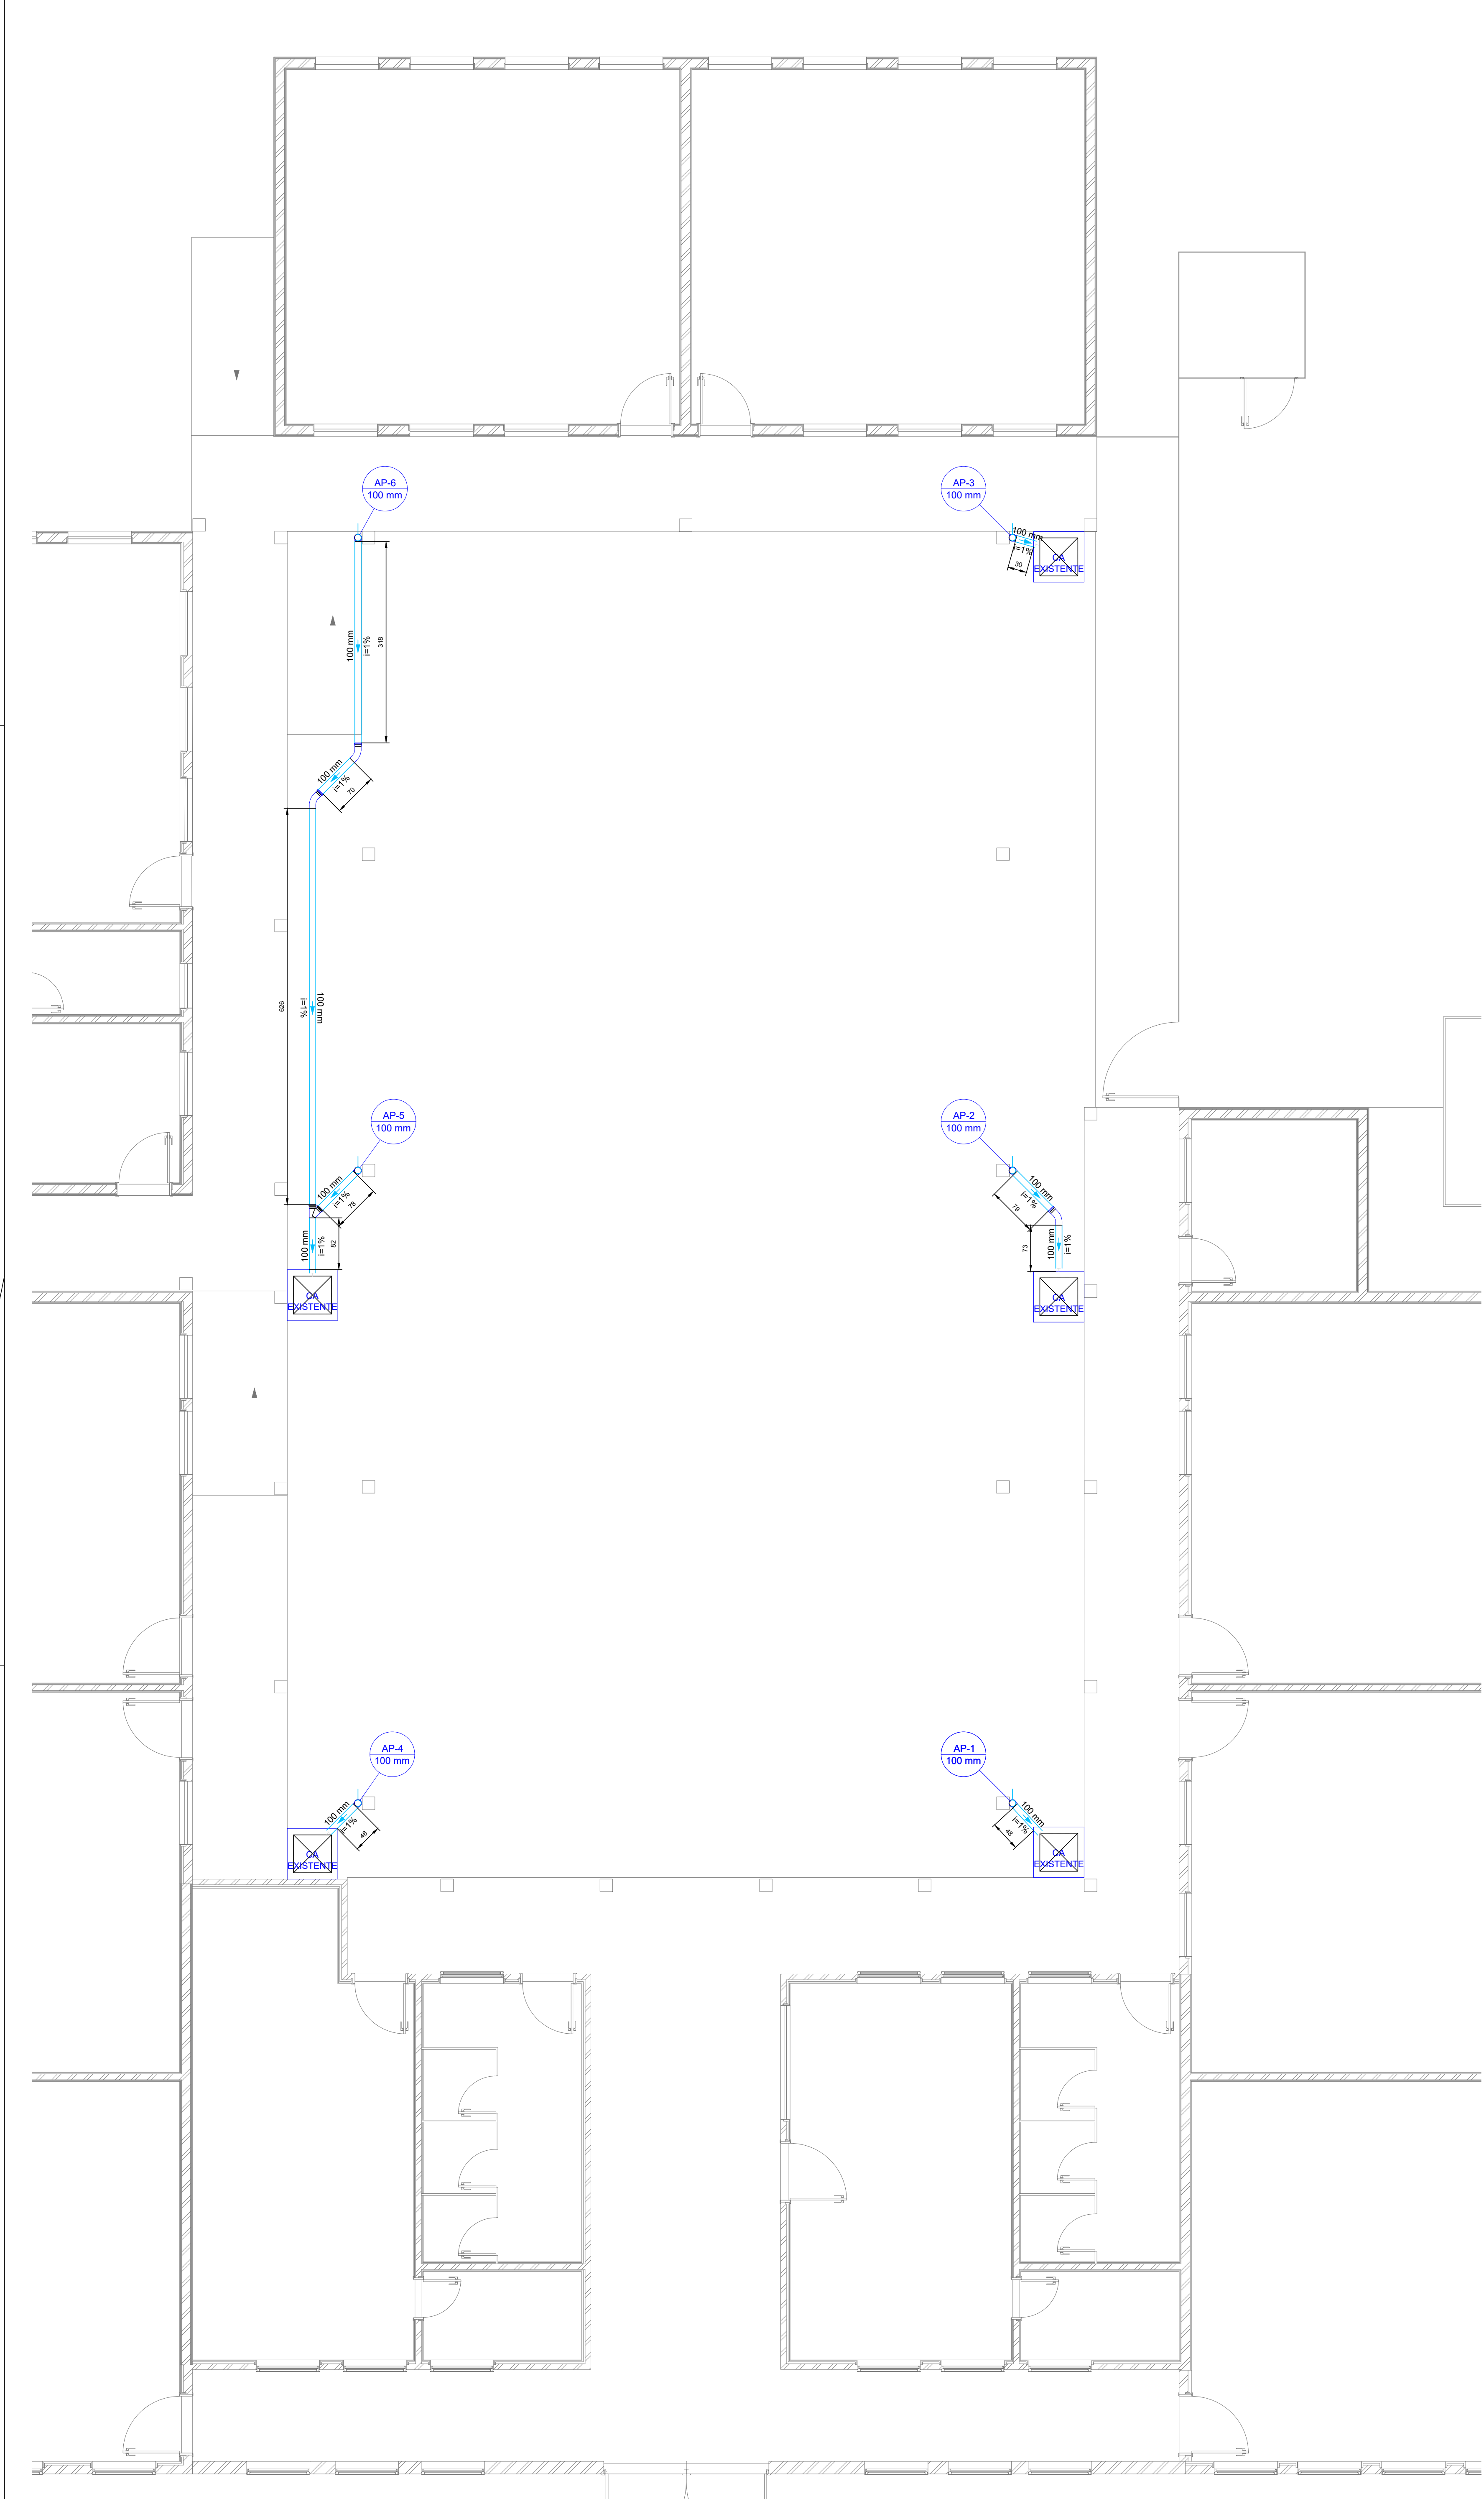 AP-6
100 mm
AP-3
100 mm
100 mm
i=1%
30
CA
EXISTENTE
100 mm
i=1%
318
100 mm
i=1%
70
626
i=1%
100 mm
AP-5
100 mm
AP-2
100 mm
100 mm
i=1%
78
100 mm
i=1%
79
100 mm
i=1%
82
73
100 mm
i=1%
CA
EXISTENTE
CA
EXISTENTE
AP-4
100 mm
AP-1
100 mm
100 mm
i=1%
46
100 mm
i=1%
48
CA
EXISTENTE
CA
EXISTENTE